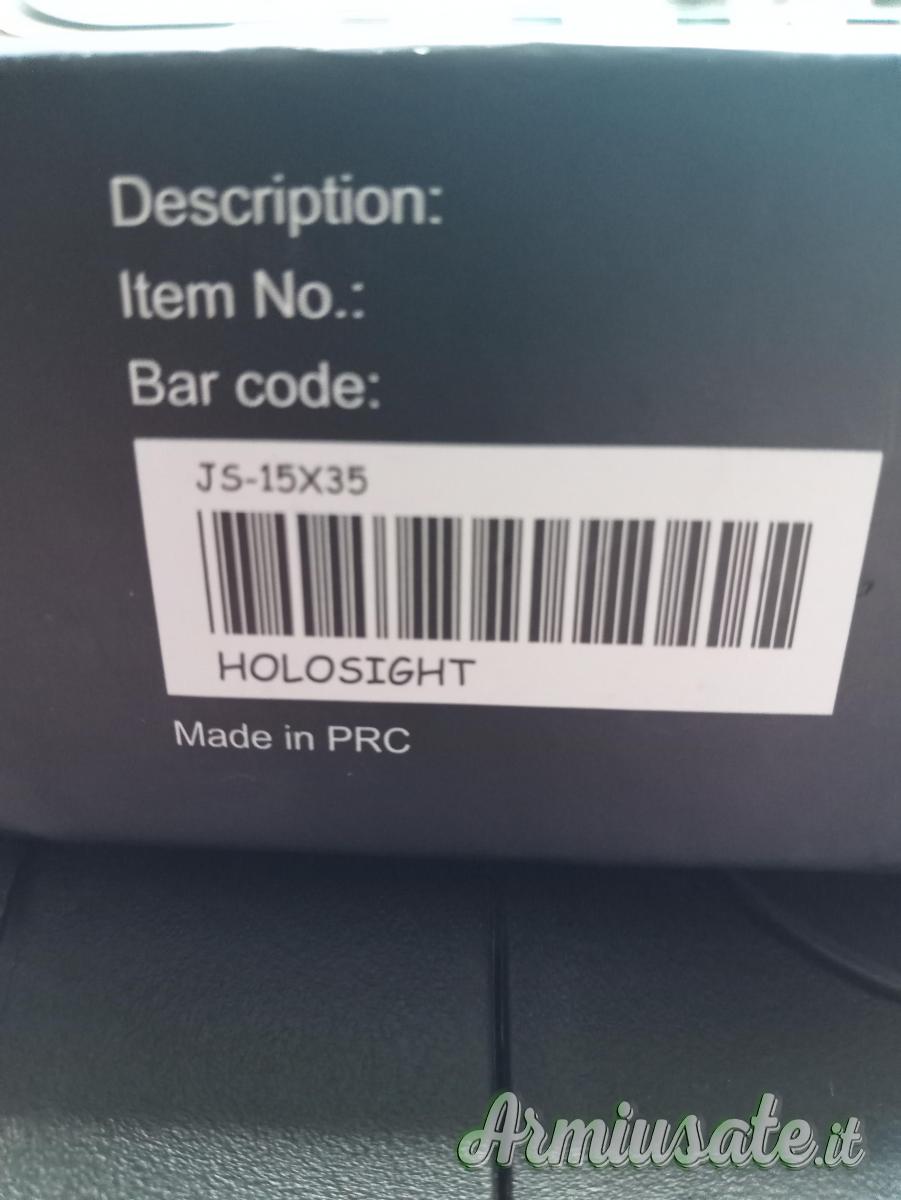 Description:
Item No.:
Bar code:
JS-15X35
HOLOSIGHT
Made in PRC
Armiusate.it